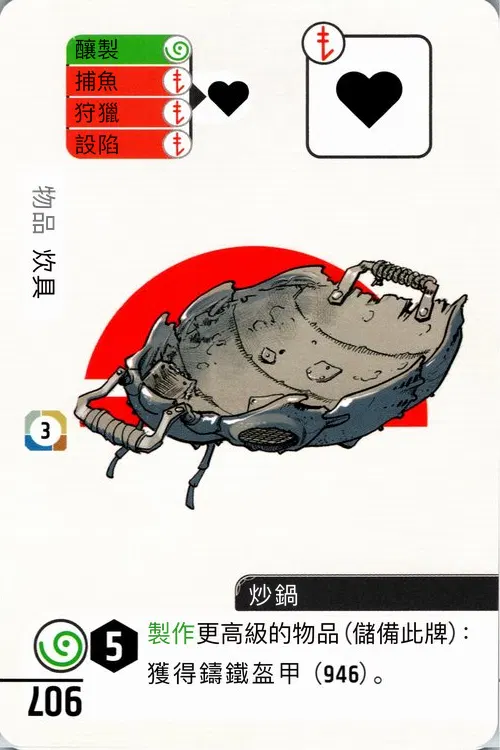 釀製
捕魚
狩獵
設陷
物品 炊具
3
炒鍋
5
製作更高級的物品(儲備此牌):
獲得鑄鐵盔甲(946)。
907